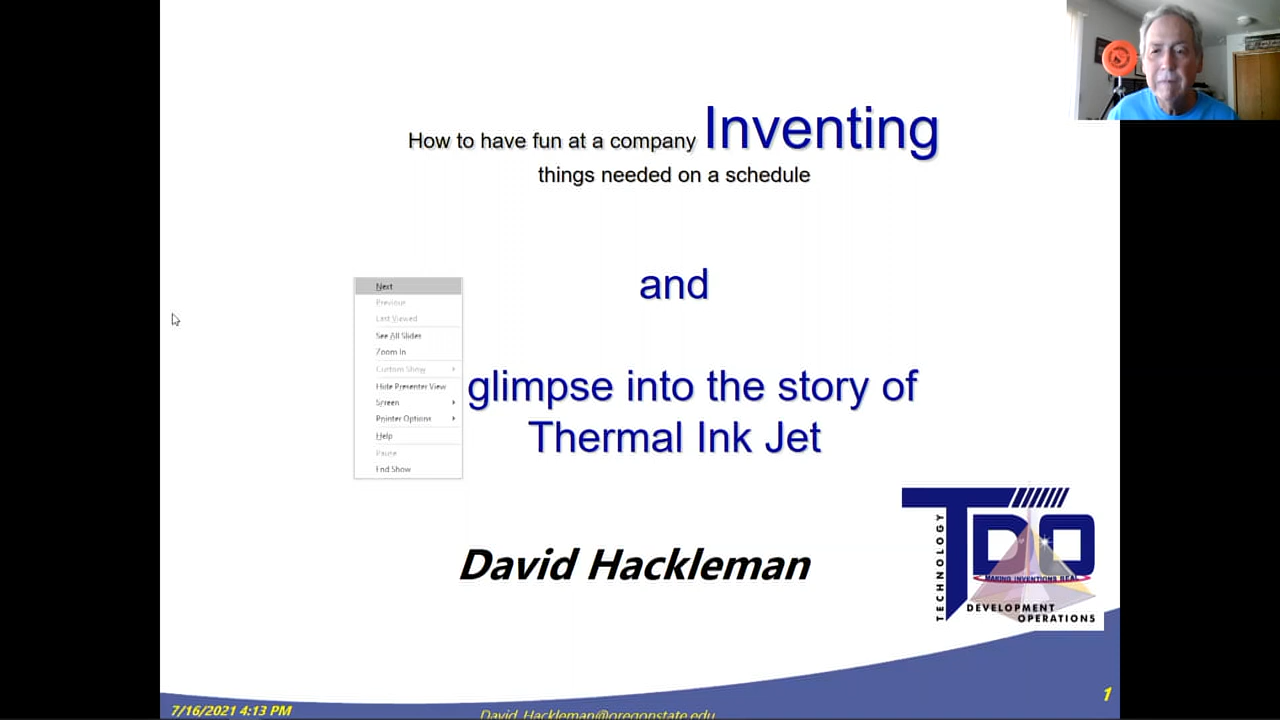 How to have fun at a company Inventing
things needed on a schedule
and
glimpse into the story of
Thermal Ink Jet
Next
Previous
Last Viewed
See All Slides
Zoom In
Custom Show
Hide Presenter View
Screen
Pointer Options
Help
Pause
End Show
David Hackleman
TDO
TECHNOLOGY
MAKING INVENTIONS REAL
DEVELOPMENT
OPERATIONS
7/16/2021 4:13 PM
David_Hackleman@oregonstate.edu
1